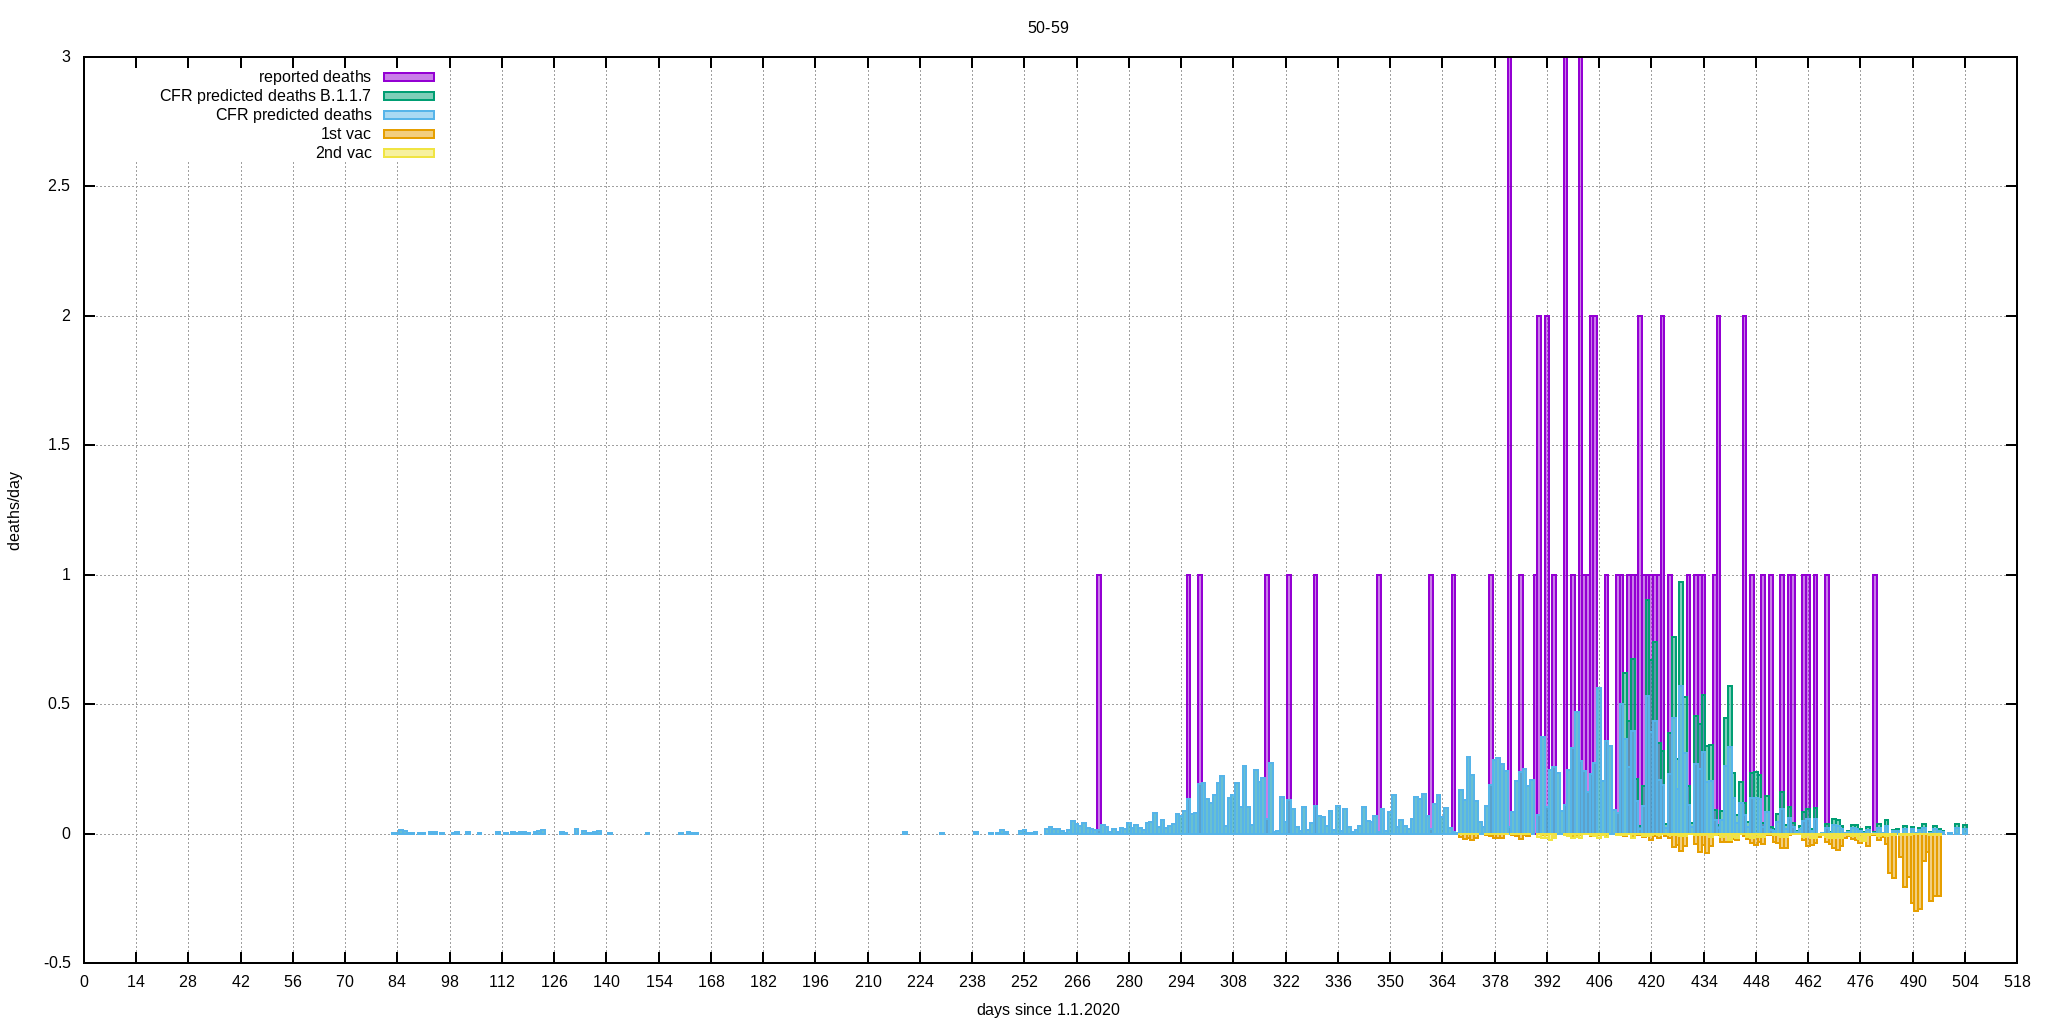 50-59
3
reported deaths
CFR predicted deaths B.1.1.7
CFR predicted deaths
1st vac
2nd vac
2.5
2
1.5
deaths/day
1
0.5
0
-0.5
0 14 28 42 56 70 84 98 112 126 140 154 168 182 196 210 224 238 252 266 280 294 308 322 336 350 364 378 392 406 420 434 448 462 476 490 504 518
days since 1.1.2020